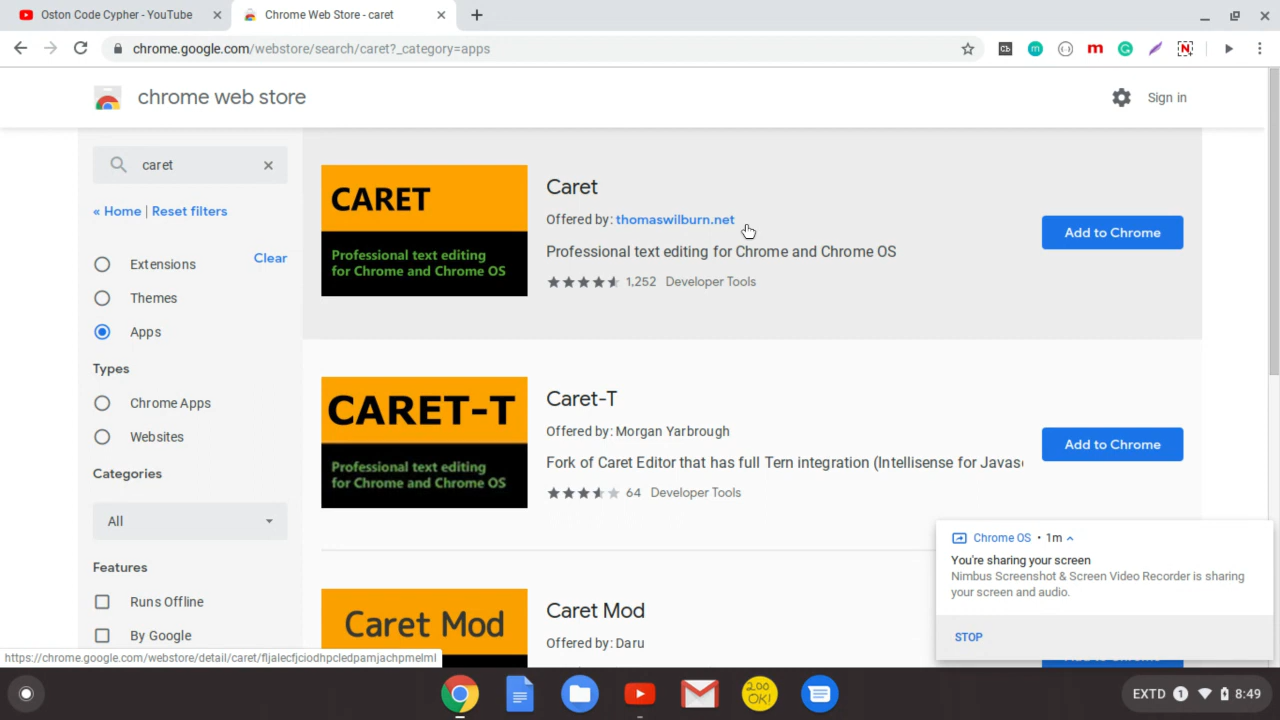 Oston Code Cypher - YouTube
Chrome Web Store - caret
chrome.google.com/webstore/search/caret?_category=apps
chrome web store
Sign in
caret
« Home | Reset filters
Extensions
Clear
Themes
Apps
Types
Chrome Apps
Websites
Categories
All
Features
Runs Offline
By Google
CARET
Professional text editing
for Chrome and Chrome OS
Caret
Offered by: thomaswilburn.net
Professional text editing for Chrome and Chrome OS
1,252 Developer Tools
Add to Chrome
CARET-T
Professional text editing
for Chrome and Chrome OS
Caret-T
Offered by: Morgan Yarbrough
Fork of Caret Editor that has full Tern integration (Intellisense for Javasc
64 Developer Tools
Add to Chrome
Caret Mod
Caret Mod
Offered by: Daru
Chrome OS • 1m
You're sharing your screen
Nimbus Screenshot & Screen Video Recorder is sharing
your screen and audio.
STOP
https://chrome.google.com/webstore/detail/caret/fljalecfjciodhpcledpamjachpmelml
200
OK!
EXTD 1 8:49